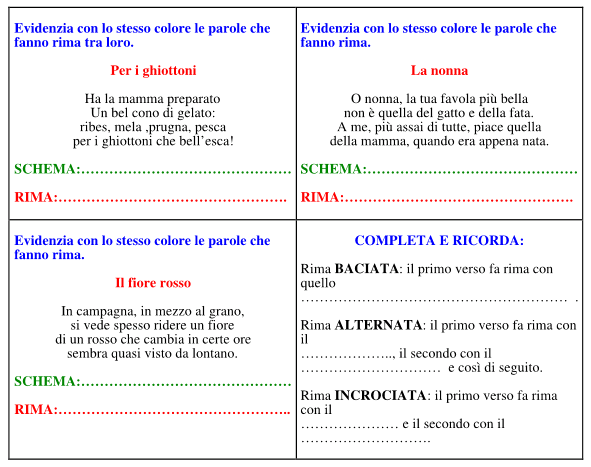 Evidenzia con lo stesso colore le parole che
fanno rima tra loro.
Per i ghiottoni
Ha la mamma preparato
Un bel cono di gelato:
ribes, mela ,prugna, pesca
per i ghiottoni che bell'esca!
SCHEMA:………………………………………
RIMA:………………………………………….
Evidenzia con lo stesso colore le parole che
fanno rima.
La nonna
O nonna, la tua favola più bella
non è quella del gatto e della fata.
A me, più assai di tutte, piace quella
della mamma, quando era appena nata.
SCHEMA:………………………………………
RIMA:………………………………………….
Evidenzia con lo stesso colore le parole che
fanno rima.
Il fiore rosso
In campagna, in mezzo al grano,
si vede spesso ridere un fiore
di un rosso che cambia in certe ore
sembra quasi visto da lontano.
SCHEMA:………………………………………
RIMA:…………………………………………..
COMPLETA E RICORDA:
Rima BACIATA: il primo verso fa rima con
quello
………………………………………………… .
Rima ALTERNATA: il primo verso fa rima con
il
……………….., il secondo con il
………………………… e così di seguito.
Rima INCROCIATA: il primo verso fa rima
con il
………………… e il secondo con il
……………………….